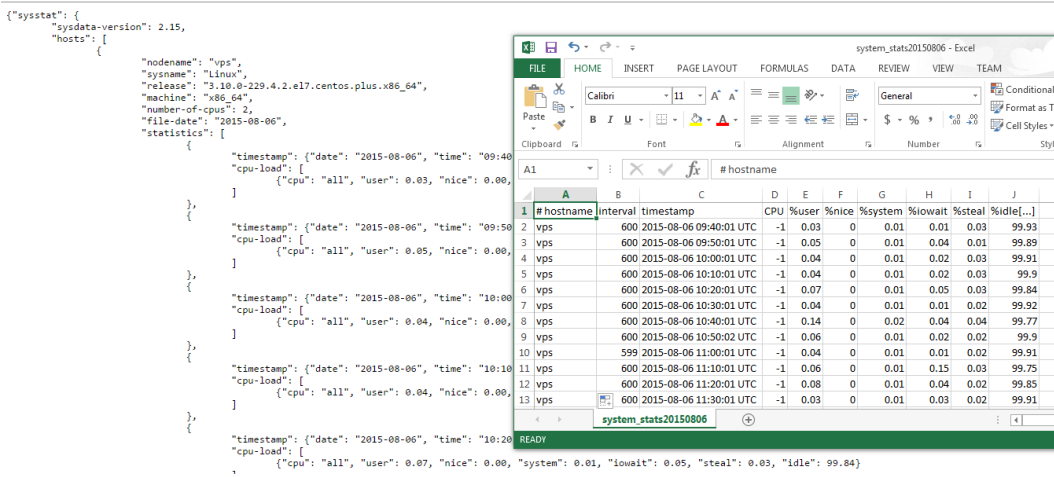 {"sysstat": {
"sysdata-version": 2.15,
"hosts": [
{
"nodename": "vps",
"sysname": "Linux",
"release": "3.10.0-229.4.2.el7.centos.plus.x86_64",
"machine": "x86_64",
"number-of-cpus": 2,
"file-date": "2015-08-06",
"statistics": [
{
"timestamp": {"date": "2015-08-06", "time": "09:40
"cpu-load": [
{"cpu": "all", "user": 0.03, "nice": 0.00,
]
},
{
"timestamp": {"date": "2015-08-06", "time": "09:50
"cpu-load": [
{"cpu": "all", "user": 0.05, "nice": 0.00,
]
},
{
"timestamp": {"date": "2015-08-06", "time": "10:00
"cpu-load": [
{"cpu": "all", "user": 0.04, "nice": 0.00,
]
},
{
"timestamp": {"date": "2015-08-06", "time": "10:10
"cpu-load": [
{"cpu": "all", "user": 0.04, "nice": 0.00,
]
},
{
"timestamp": {"date": "2015-08-06", "time": "10:20
"cpu-load": [
{"cpu": "all", "user": 0.07, "nice": 0.00, "system": 0.01, "iowait": 0.05, "steal": 0.03, "idle": 99.84}
system_stats20150806 - Excel
FILE HOME INSERT PAGE LAYOUT FORMULAS DATA REVIEW VIEW TEAM
Calibri 11 A A General Conditional
Format as T
Paste B I U A $ % , Cell Styles
Clipboard Font Alignment Number Styl
A1 fx # hostname
A B C D E F G H I J
1 # hostname interval timestamp CPU %user %nice %system %iowait %steal %idle[...]
2 vps 600 2015-08-06 09:40:01 UTC -1 0.03 0 0.01 0.01 0.03 99.93
3 vps 600 2015-08-06 09:50:01 UTC -1 0.05 0 0.01 0.04 0.01 99.89
4 vps 600 2015-08-06 10:00:01 UTC -1 0.04 0 0.01 0.02 0.03 99.91
5 vps 600 2015-08-06 10:10:01 UTC -1 0.04 0 0.01 0.02 0.03 99.9
6 vps 600 2015-08-06 10:20:01 UTC -1 0.07 0 0.01 0.05 0.03 99.84
7 vps 600 2015-08-06 10:30:01 UTC -1 0.04 0 0.01 0.01 0.02 99.92
8 vps 600 2015-08-06 10:40:01 UTC -1 0.14 0 0.02 0.04 0.04 99.77
9 vps 600 2015-08-06 10:50:02 UTC -1 0.06 0 0.01 0.02 0.02 99.9
10 vps 599 2015-08-06 11:00:01 UTC -1 0.04 0 0.01 0.01 0.02 99.91
11 vps 600 2015-08-06 11:10:01 UTC -1 0.06 0 0.01 0.15 0.03 99.75
12 vps 600 2015-08-06 11:20:01 UTC -1 0.08 0 0.01 0.04 0.02 99.85
13 vps 600 2015-08-06 11:30:01 UTC -1 0.03 0 0.01 0.03 0.02 99.91
system_stats20150806
READY